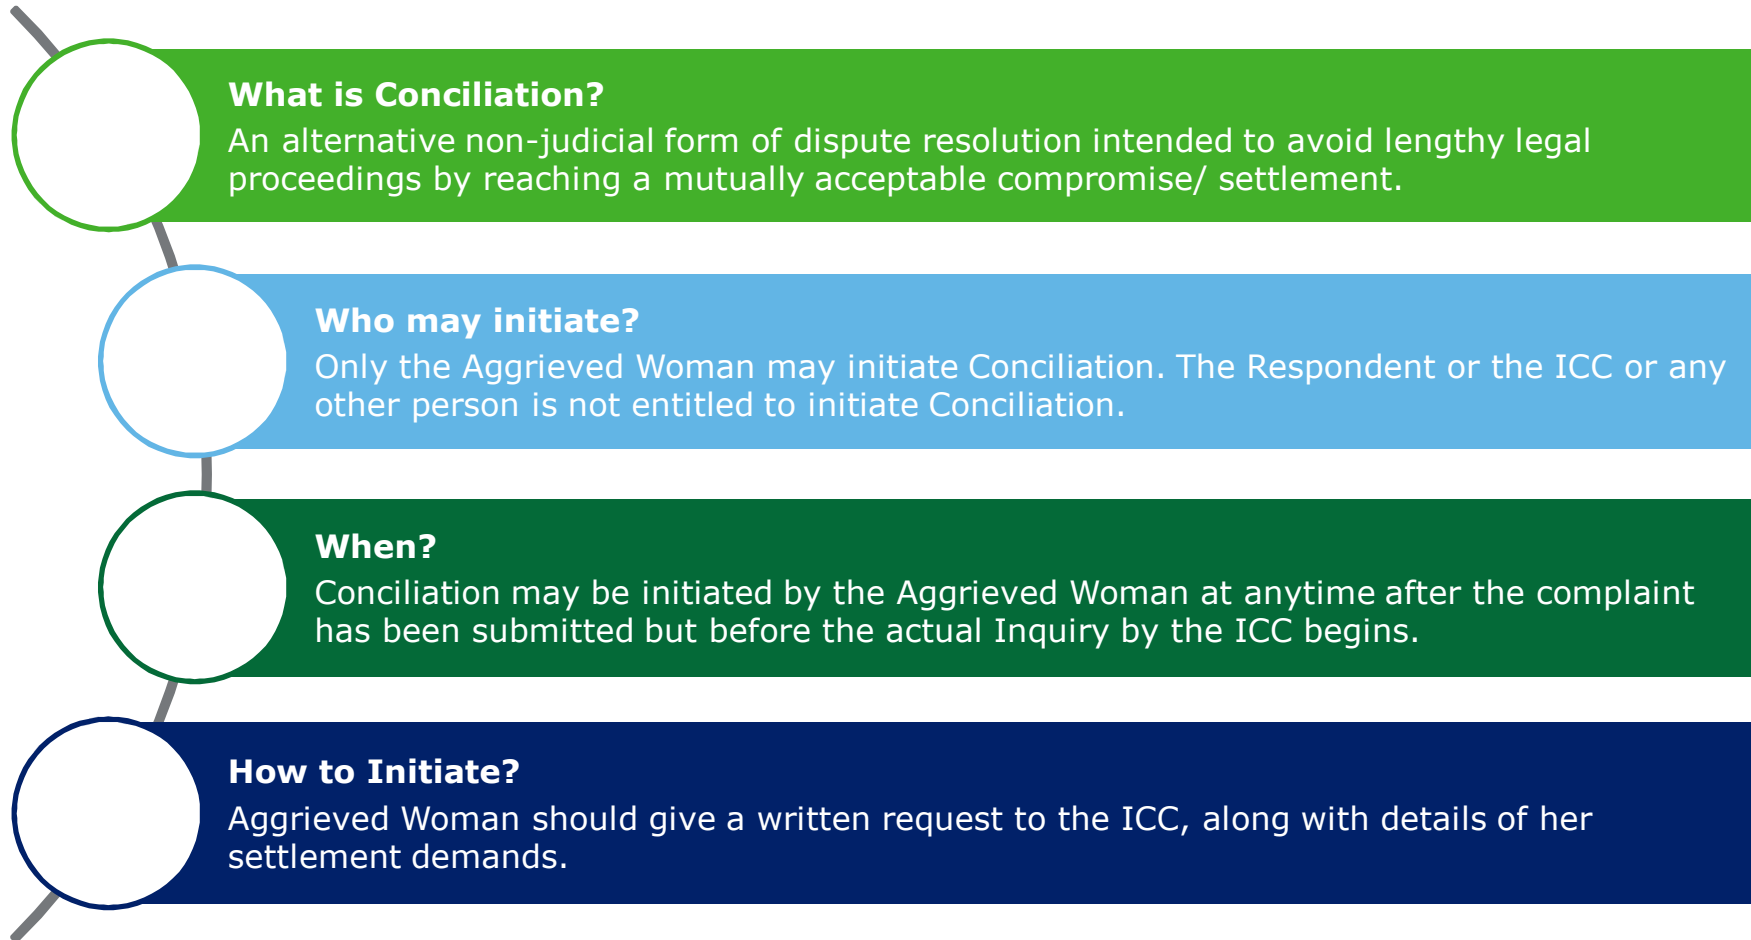 What is Conciliation?
An alternative non-judicial form of dispute resolution intended to avoid lengthy legal
proceedings by reaching a mutually acceptable compromise/ settlement.
Who may initiate?
Only the Aggrieved Woman may initiate Conciliation. The Respondent or the ICC or any
other person is not entitled to initiate Conciliation.
When?
Conciliation may be initiated by the Aggrieved Woman at anytime after the complaint
has been submitted but before the actual Inquiry by the ICC begins.
How to Initiate?
Aggrieved Woman should give a written request to the ICC, along with details of her
settlement demands.